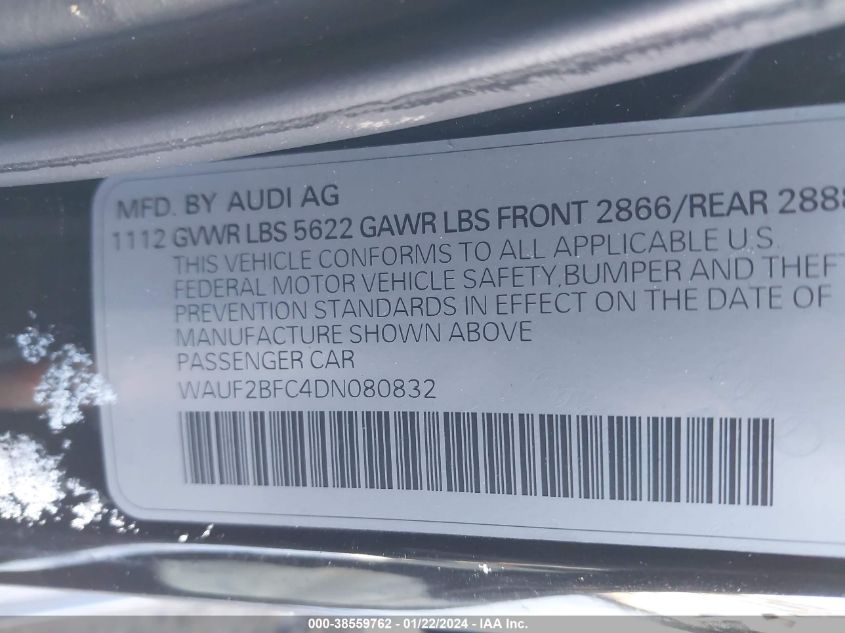 MFD. BY AUDI AG
1112 GVWR LBS 5622 GAWR LBS FRONT 2866/REAR 2888
THIS VEHICLE CONFORMS TO ALL APPLICABLE U.S.
FEDERAL MOTOR VEHICLE SAFETY,BUMPER AND THEFT
PREVENTION STANDARDS IN EFFECT ON THE DATE OF
MANUFACTURE SHOWN ABOVE
PASSENGER CAR
WAUF2BFC4DN080832
000-38559762 - 01/22/2024 - IAA Inc.